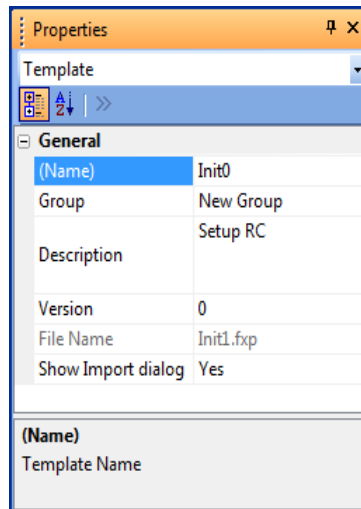 Properties
Template
General
(Name) Init0
Group New Group
Description Setup RC
Version 0
File Name Init1.fxp
Show Import dialog Yes
(Name)
Template Name